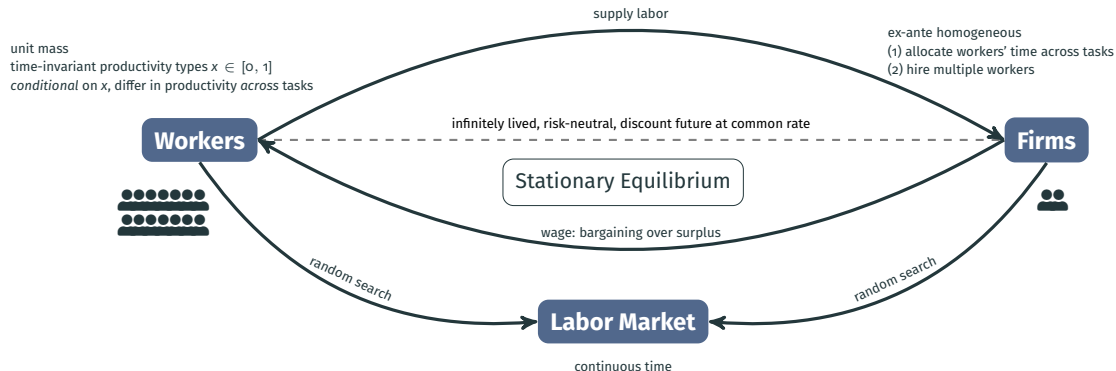 supply labor
unit mass
time-invariant productivity types x ∈ [0, 1]
conditional on x, differ in productivity across tasks
ex-ante homogeneous
(1) allocate workers' time across tasks
(2) hire multiple workers
infinitely lived, risk-neutral, discount future at common rate
Workers
Firms
Stationary Equilibrium
wage: bargaining over surplus
random search
random search
Labor Market
continuous time